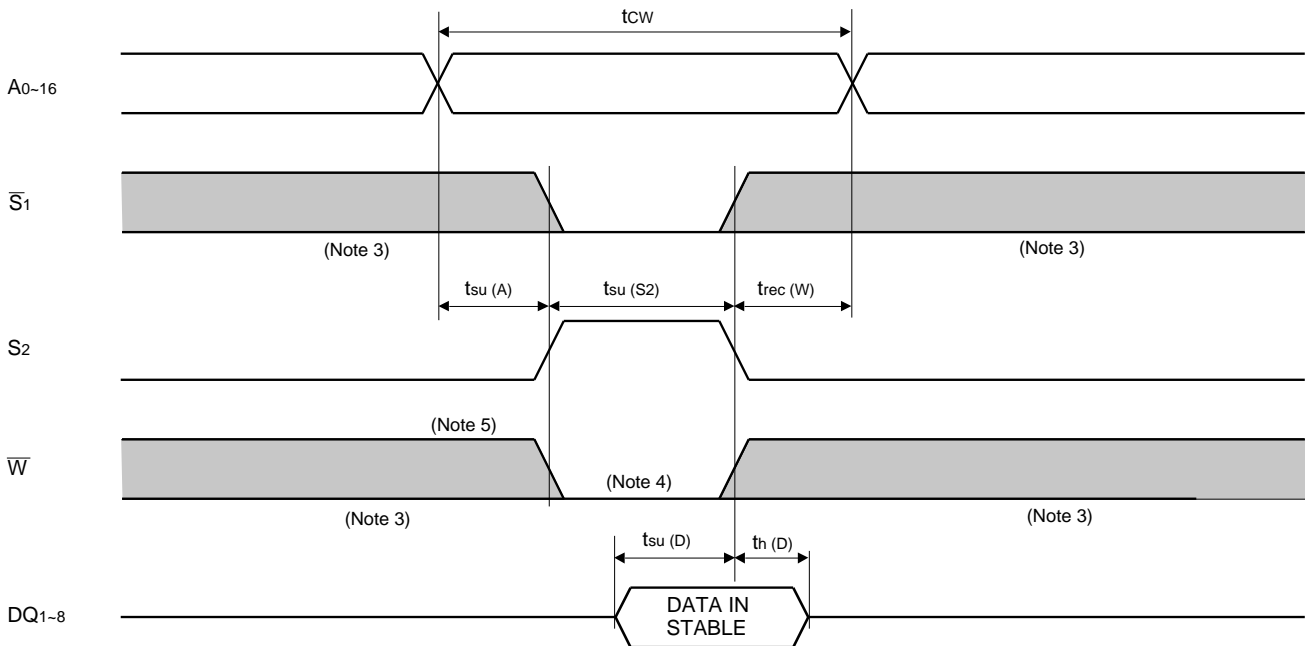 tCW
A0~16
S̅1
(Note 3) (Note 3)
tsu (A) tsu (S2) trec (W)
S2
(Note 5)
W̅
(Note 4)
(Note 3) (Note 3)
tsu (D) th (D)
DQ1~8
DATA IN
STABLE